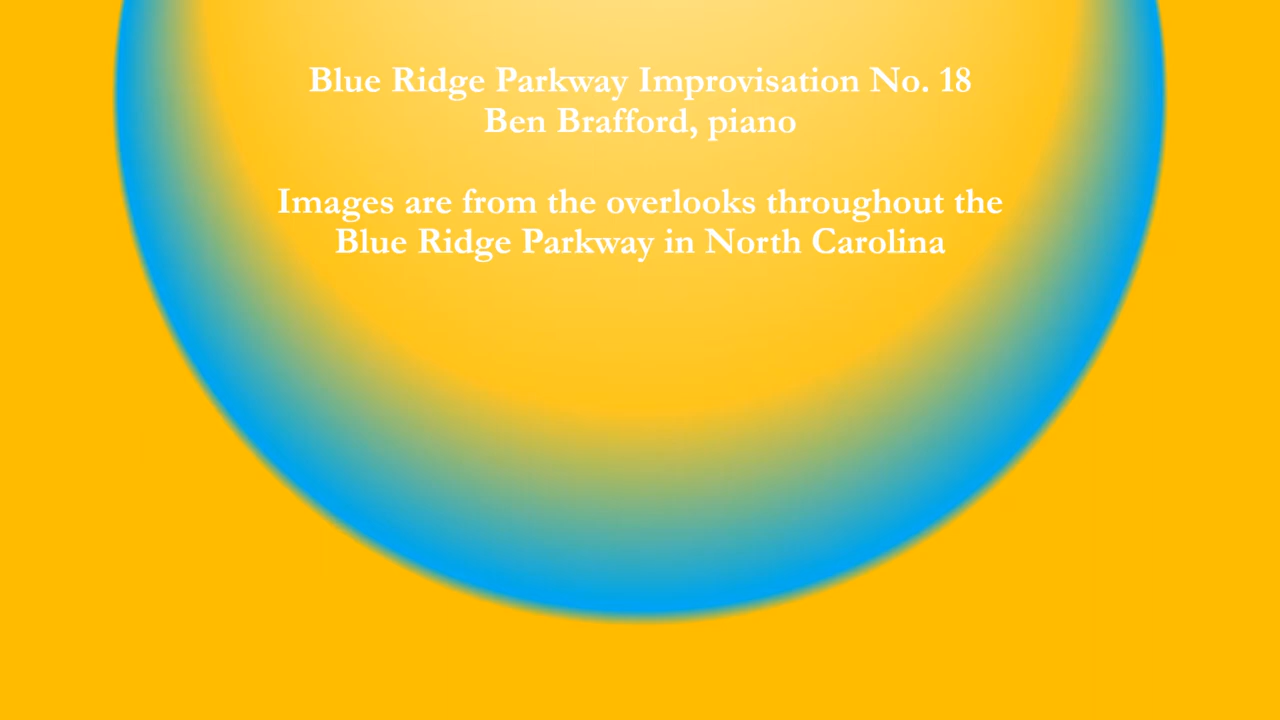 Blue Ridge Parkway Improvisation No. 18
Ben Brafford, piano
Images are from the overlooks throughout the
Blue Ridge Parkway in North Carolina